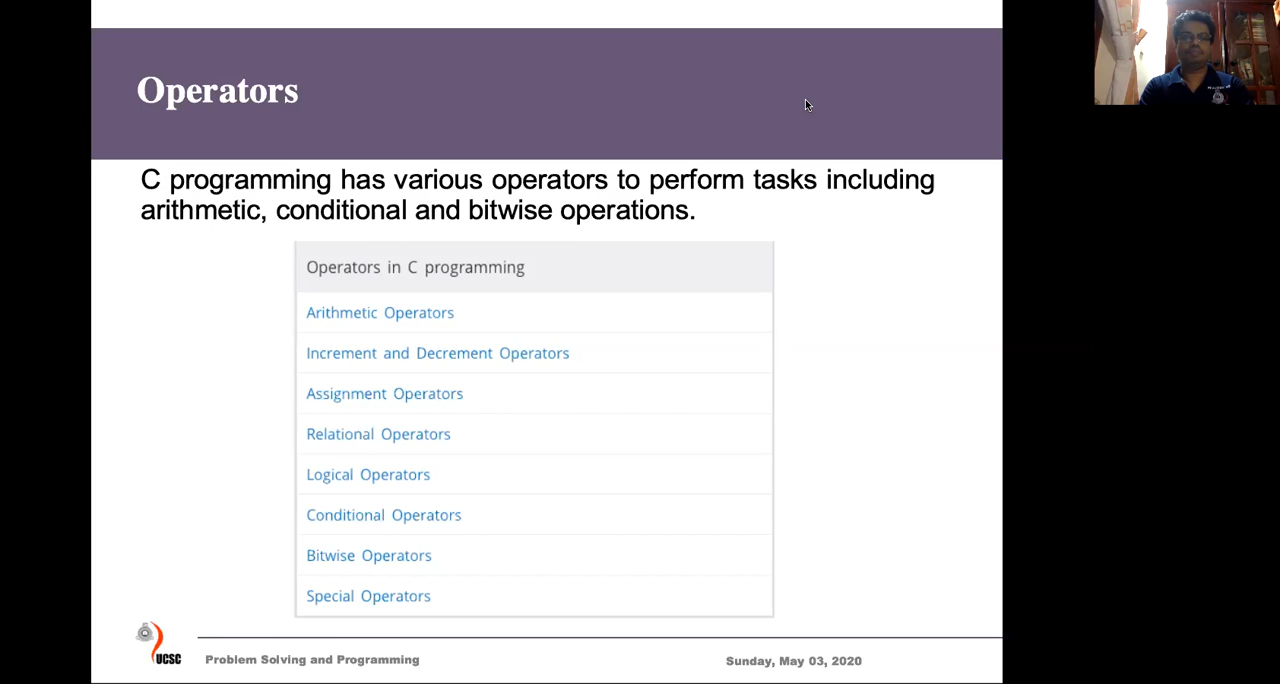 Operators
C programming has various operators to perform tasks including
arithmetic, conditional and bitwise operations.
Operators in C programming
Arithmetic Operators
Increment and Decrement Operators
Assignment Operators
Relational Operators
Logical Operators
Conditional Operators
Bitwise Operators
Special Operators
UCSC
Problem Solving and Programming
Sunday, May 03, 2020